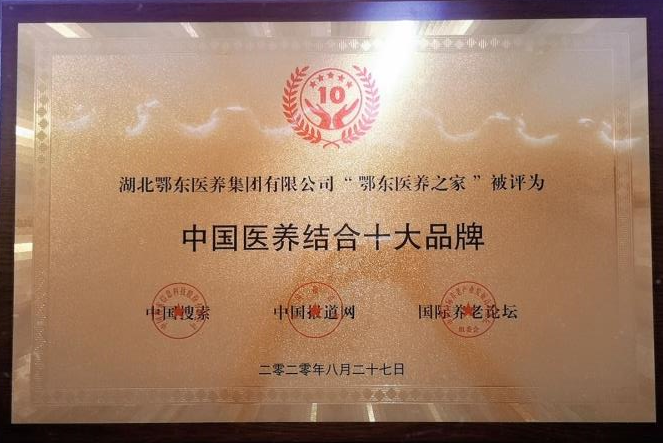 10
湖北鄂东医养集团有限公司“鄂东医养之家”被评为
中国医养结合十大品牌
中国搜索 中国报道网 国际养老论坛
二零二零年八月二十七日